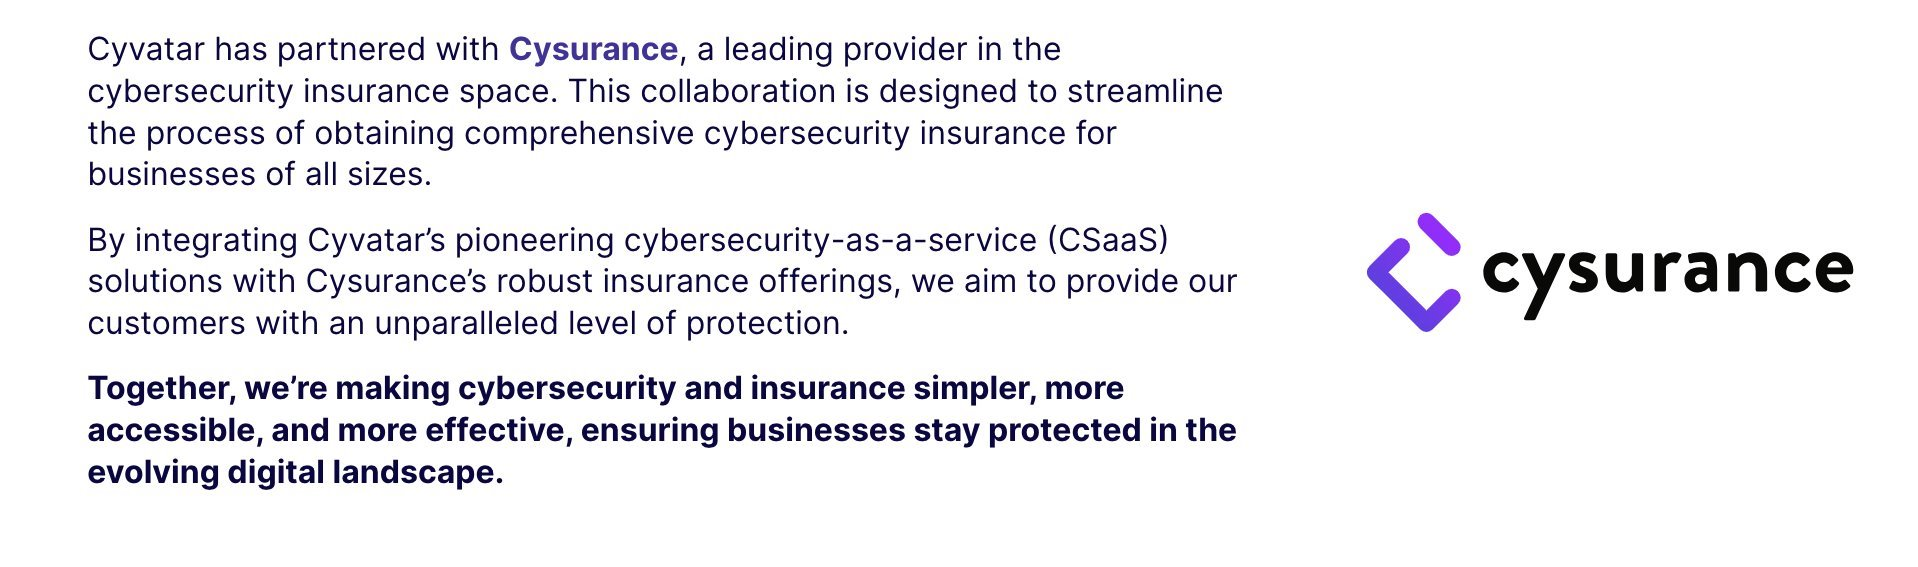 Cyvatar has partnered with Cysurance, a leading provider in the
cybersecurity insurance space. This collaboration is designed to streamline
the process of obtaining comprehensive cybersecurity insurance for
businesses of all sizes.
By integrating Cyvatar’s pioneering cybersecurity-as-a-service (CSaaS)
solutions with Cysurance’s robust insurance offerings, we aim to provide our
customers with an unparalleled level of protection.
Together, we’re making cybersecurity and insurance simpler, more
accessible, and more effective, ensuring businesses stay protected in the
evolving digital landscape.
cysurance